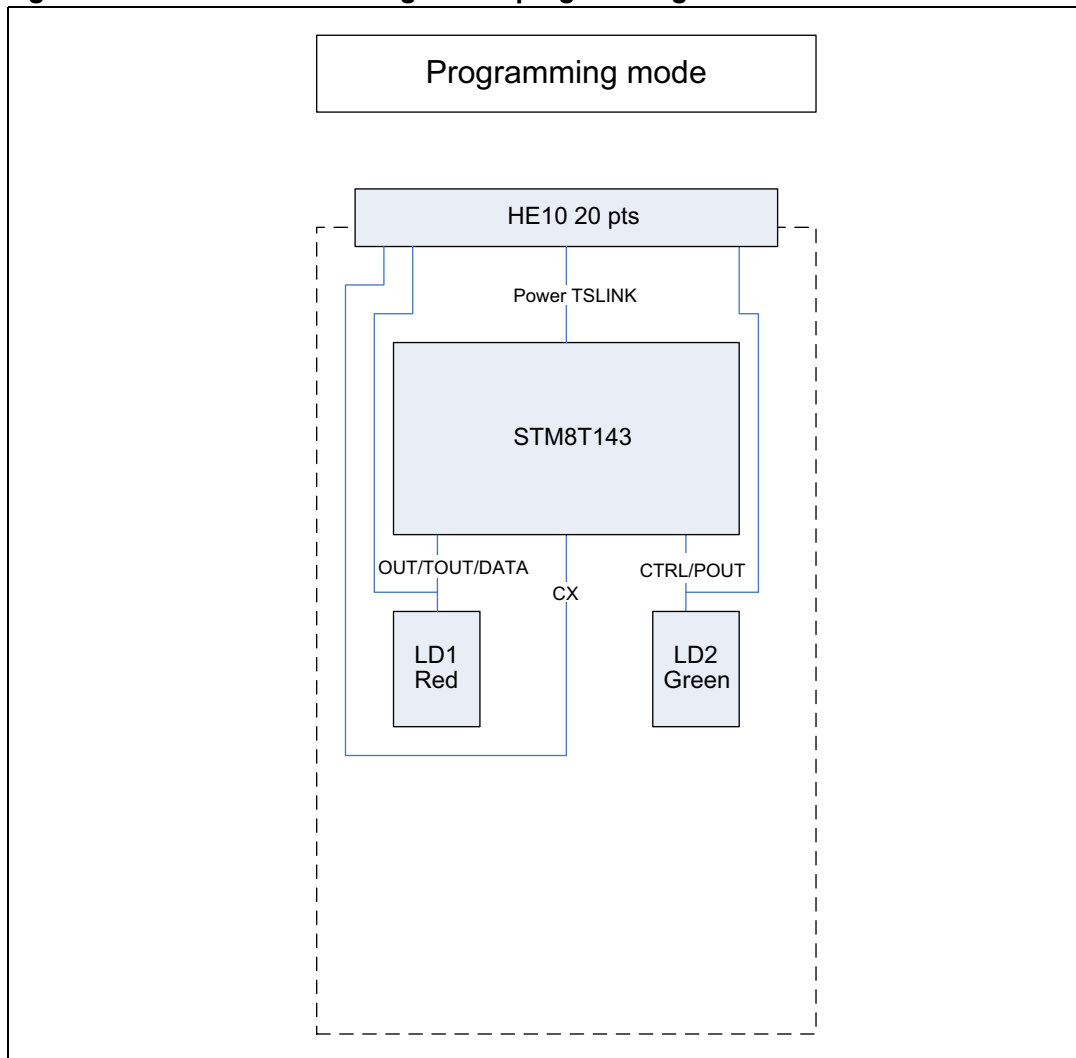 Programming mode
HE10 20 pts
Power TSLINK
STM8T143
OUT/TOUT/DATA
CTRL/POUT
CX
LD1
Red
LD2
Green